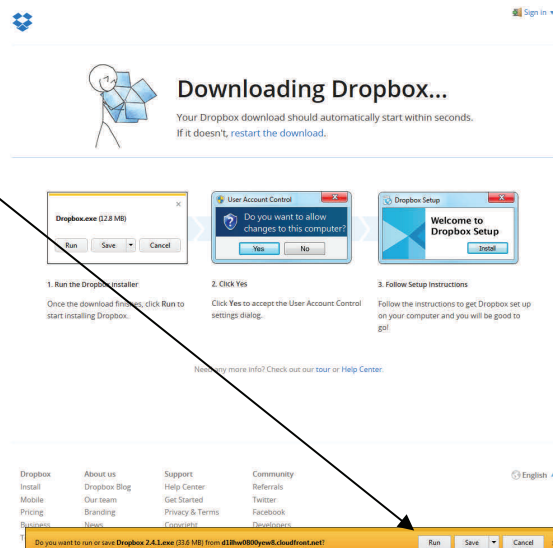 Sign in
Downloading Dropbox...
Your Dropbox download should automatically start within seconds.
If it doesn't, restart the download.
Dropbox.exe (12.8 MB)
Run Save Cancel
User Account Control
Do you want to allow
changes to this computer?
Yes No
Dropbox Setup
Welcome to
Dropbox Setup
Install
1. Run the Dropbox installer
Once the download finishes, click Run to
start installing Dropbox.
2. Click Yes
Click Yes to accept the User Account Control
settings dialog.
3. Follow Setup Instructions
Follow the instructions to get Dropbox set up
on your computer and you will be good to
go!
Need any more info? Check out our tour or Help Center.
Dropbox About us Support Community
Install Dropbox Blog Help Center Referrals English
Mobile Our team Get Started Twitter
Pricing Branding Privacy & Terms Facebook
Business News Copyright Developers
Do you want to run or save Dropbox 2.4.1.exe (33.6 MB) from
Run Save Cancel